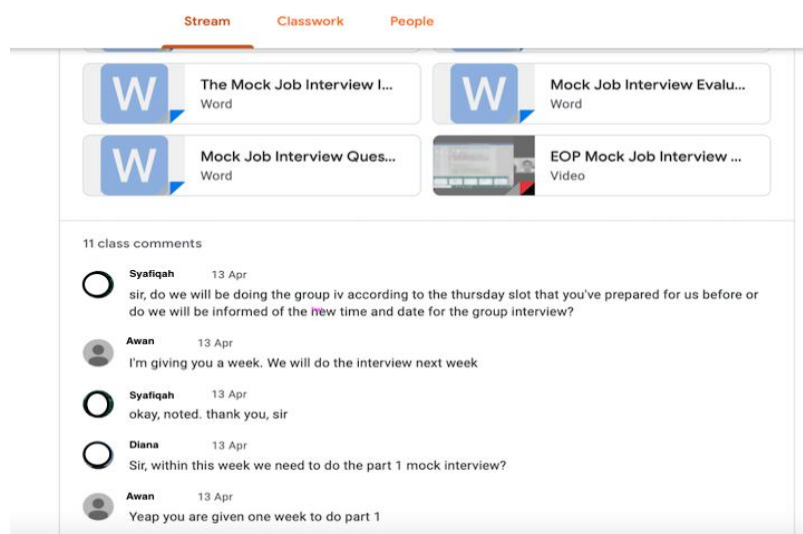 Stream Classwork People
The Mock Job Interview I... Mock Job Interview Evalu...
Word Word
Mock Job Interview Ques... EOP Mock Job Interview ...
Word Video
11 class comments
Syafiqah 13 Apr
sir, do we will be doing the group iv according to the thursday slot that you've prepared for us before or
do we will be informed of the new time and date for the group interview?
Awan 13 Apr
I'm giving you a week. We will do the interview next week
Syafiqah 13 Apr
okay, noted. thank you, sir
Diana 13 Apr
Sir, within this week we need to do the part 1 mock interview?
Awan 13 Apr
Yeap you are given one week to do part 1